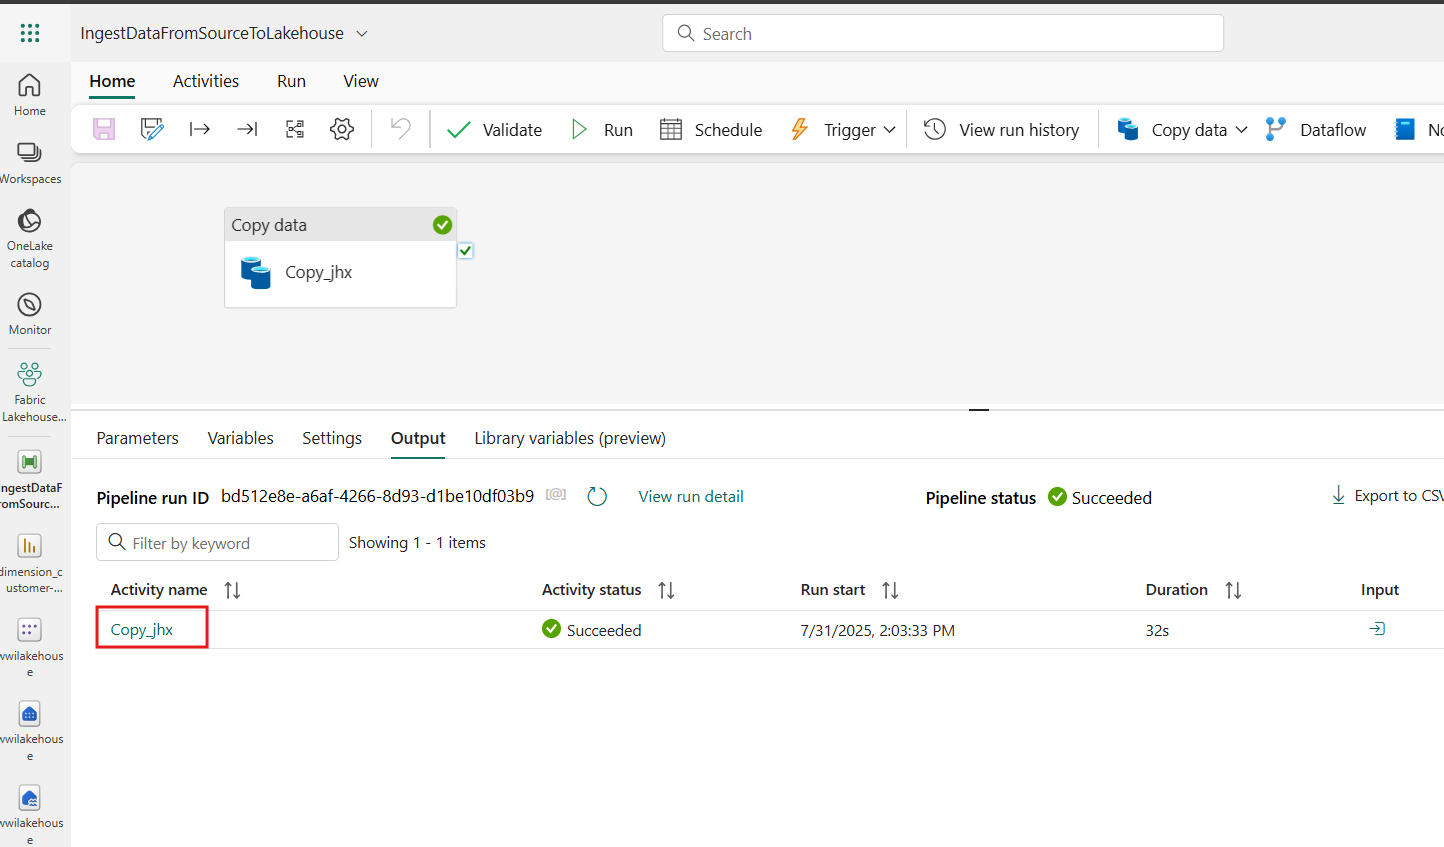 IngestDataFromSourceToLakehouse
Search
Home Activities Run View
Validate Run Schedule Trigger View run history Copy data Dataflow No
Home
Workspaces
OneLake
catalog
Monitor
Fabric
Lakehouse...
ngestDataF
romSourc...
dimension_c
ustomer-...
wwilakehous
e
wwilakehous
e
wwilakehous
e
Copy data
Copy_jhx
Parameters Variables Settings Output Library variables (preview)
Pipeline run ID bd512e8e-a6af-4266-8d93-d1be10df03b9 [@] View run detail Pipeline status Succeeded Export to CSV
Filter by keyword Showing 1 - 1 items
Activity name Activity status Run start Duration Input
Copy_jhx Succeeded 7/31/2025, 2:03:33 PM 32s